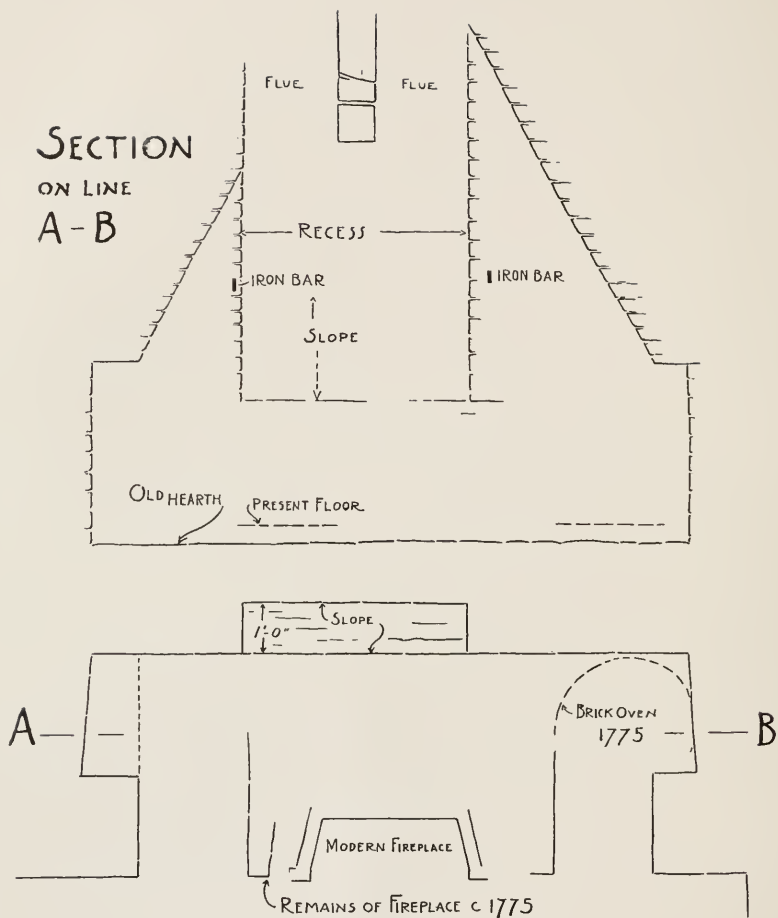 FLUE
FLUE
SECTION
ON LINE
A-B
RECESS
IRON BAR
IRON BAR
SLOPE
OLD HEARTH
PRESENT FLOOR
SLOPE
1'-0"
A
BRICK OVEN
1775
B
MODERN FIREPLACE
REMAINS OF FIREPLACE C 1775